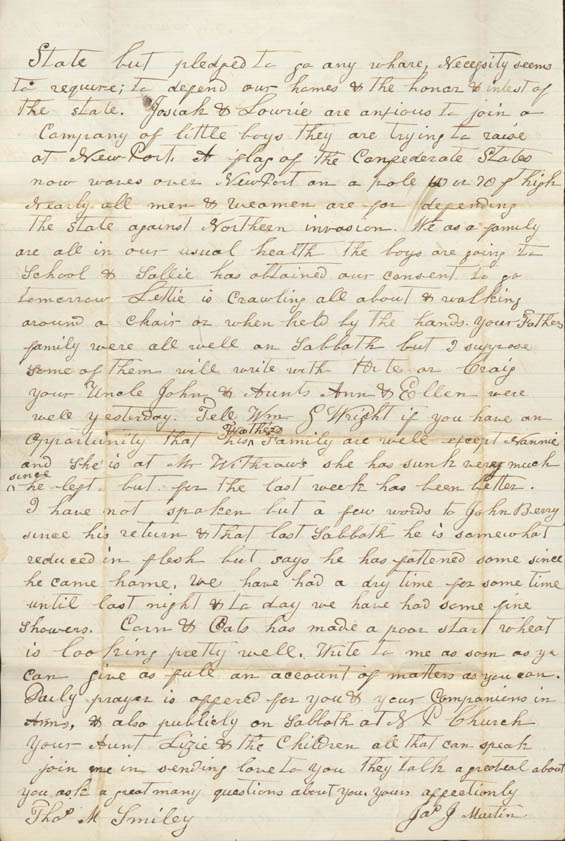 State but pledged to go any whare, Necesity seems
to require; to defend our homes & the honor & intest of
the state. Josiah & Lowrie are anxious to join a
Company of little boys they are trying to raise
at New Port. A flag of the Confederate States
now waves over NewPort on a pole 60 or 70 f high
Nearly all men & weamen are for defending
the State against Northern invasion. We as a family
are all in our usual health the boys are going to
School & Sallie has obtained our consent to go
tomorrow Lettie is crawling all about & walking
around a chair or when held by the hands. your Fathers
family were all well on Sabbath but I suppose
some of them will write with Arte or Craig
your Uncle John & Aunts Ann & Ellen were
well yesterday. Tell Wm S Wright if you have an
opportunity that his Fathers Family are well except Nannie
and she is at Mr Withrow's she has sunk very much
since he left but for the last week has been better.
I have not spoken but a few words to John Berry
since his return & that last Sabbath he is somewhat
reduced in flesh but says he has fattened some since
he came home. We have had a dry time for some time
until last night & to day we have had some fine
showers. Corn & Oats has made a poor start wheat
is looking pretty well. Write to me as soon as yu
can give as full an account of matters as you can.
Daily prayer is offered for you & your Companions in
Arms, & also publicly on Sabboth at N P Church
Your Aunt Lizie & the Children all that can speak
join me in sending love to you they talk a greateal about
you ask a great many questions about you. yours affectionly
Thos M Smiley Jas J Martin